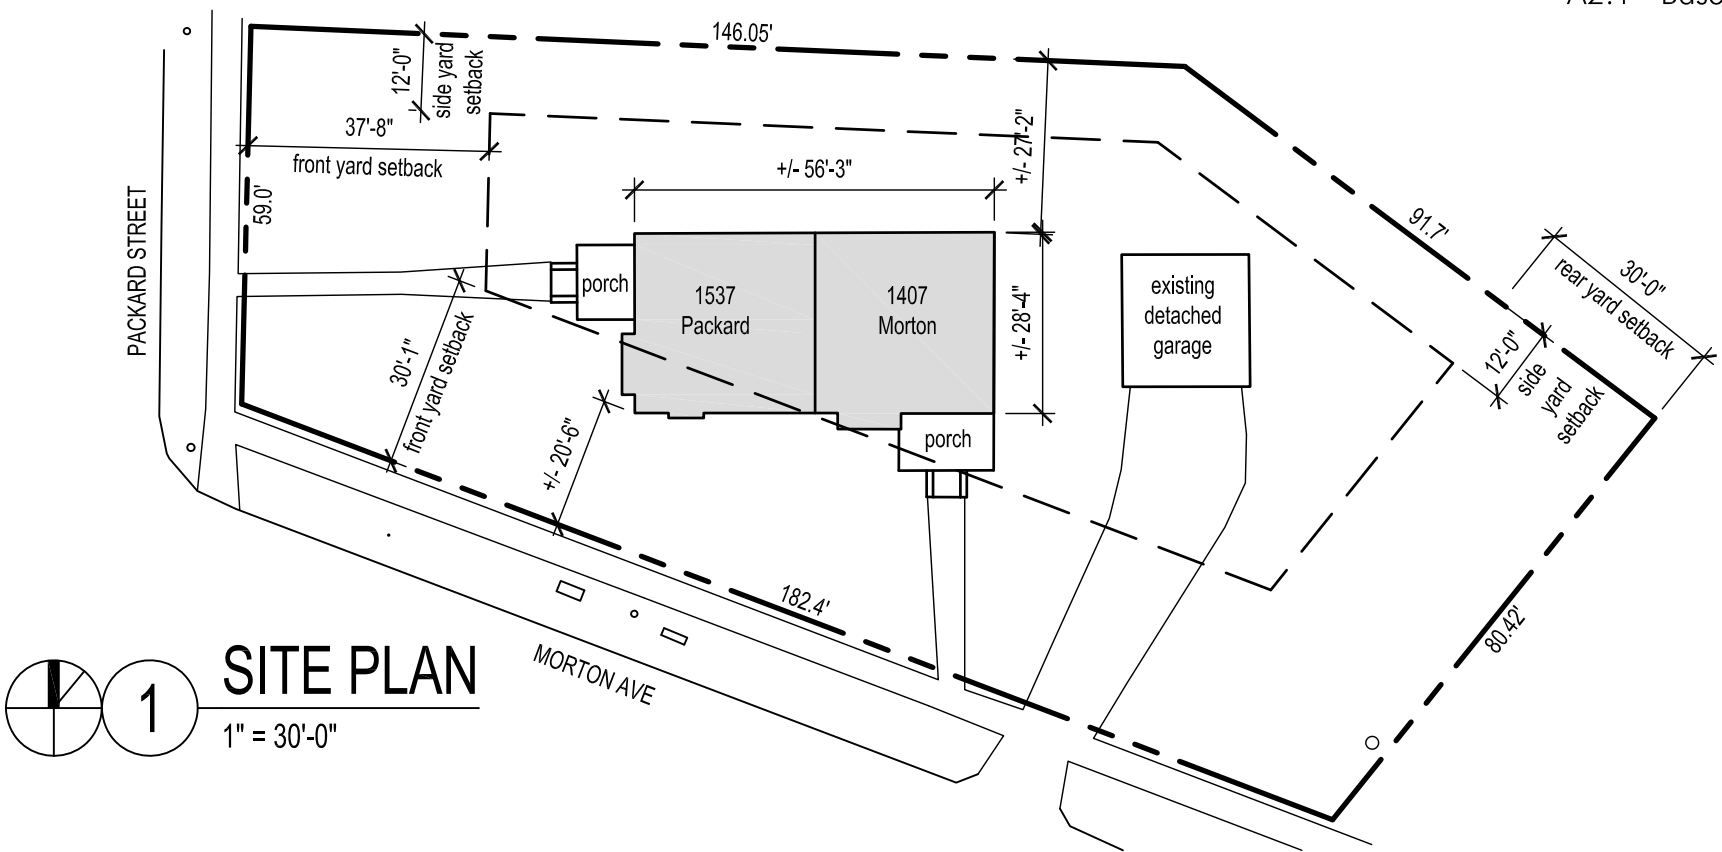 146.05'
12'-0"
side yard
setback
37'-8"
front yard setback
+/- 27'-2"
+/- 56'-3"
59.0'
PACKARD STREET
91.7'
30'-0"
rear yard setback
porch
1537
Packard
1407
Morton
existing
detached
garage
+/- 28'-4"
12'-0"
side
yard
setback
30'-1"
front yard setback
+/- 20'-6"
porch
182.4'
80.42'
MORTON AVE
1
SITE PLAN
1" = 30'-0"